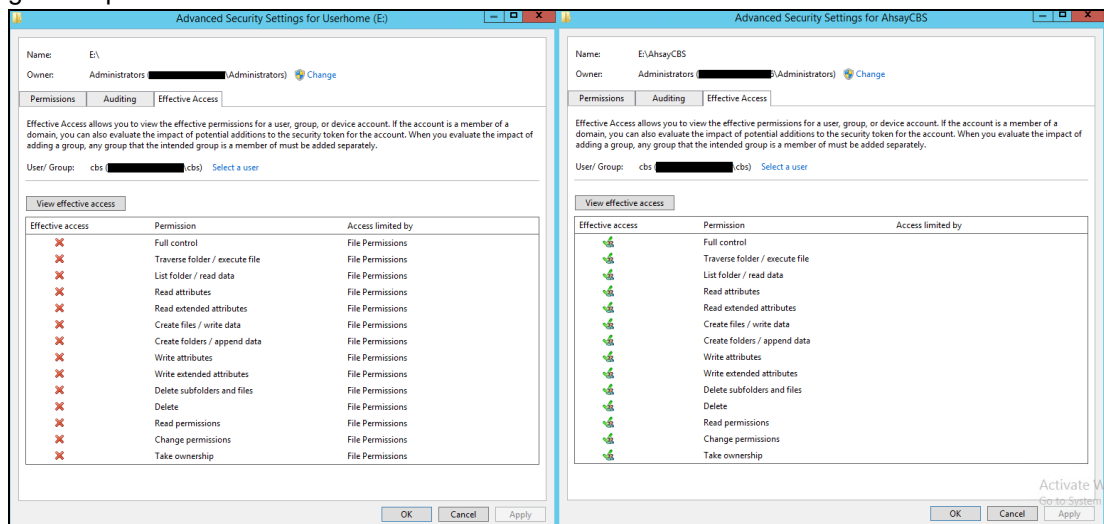 Advanced Security Settings for Userhome (E:)
Name: E:\
Owner: Administrators ( \Administrators) Change
Permissions Auditing Effective Access
Effective Access allows you to view the effective permissions for a user, group, or device account. If the account is a member of a
domain, you can also evaluate the impact of potential additions to the security token for the account. When you evaluate the impact of
adding a group, any group that the intended group is a member of must be added separately.
User/ Group: cbs ( \cbs) Select a user
View effective access
Effective access Permission Access limited by
Full control File Permissions
Traverse folder / execute file File Permissions
List folder / read data File Permissions
Read attributes File Permissions
Read extended attributes File Permissions
Create files / write data File Permissions
Create folders / append data File Permissions
Write attributes File Permissions
Write extended attributes File Permissions
Delete subfolders and files File Permissions
Delete File Permissions
Read permissions File Permissions
Change permissions File Permissions
Take ownership File Permissions
OK Cancel Apply
Advanced Security Settings for AhsayCBS
Name: E:\AhsayCBS
Owner: Administrators ( \Administrators) Change
Permissions Auditing Effective Access
Effective Access allows you to view the effective permissions for a user, group, or device account. If the account is a member of a
domain, you can also evaluate the impact of potential additions to the security token for the account. When you evaluate the impact of
adding a group, any group that the intended group is a member of must be added separately.
User/ Group: cbs ( \cbs) Select a user
View effective access
Effective access Permission Access limited by
Full control
Traverse folder / execute file
List folder / read data
Read attributes
Read extended attributes
Create files / write data
Create folders / append data
Write attributes
Write extended attributes
Delete subfolders and files
Delete
Read permissions
Change permissions
Take ownership
Activate W
Go to System
OK Cancel Apply